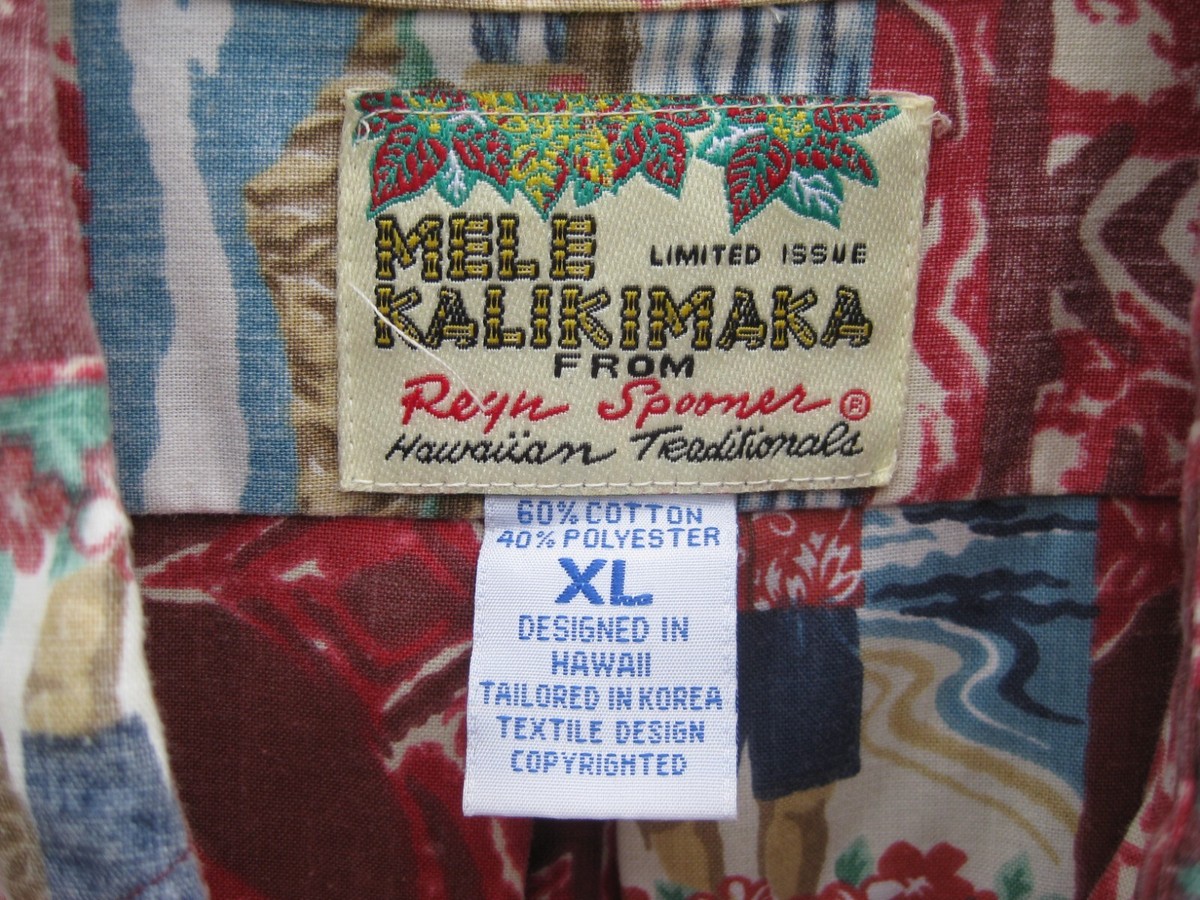 MELE LIMITED ISSUE
KALIKIMAKA
FROM
Reyn Spooner ®
Hawaiian Traditionals
60% COTTON
40% POLYESTER
XL
DESIGNED IN
HAWAII
TAILORED IN KOREA
TEXTILE DESIGN
COPYRIGHTED